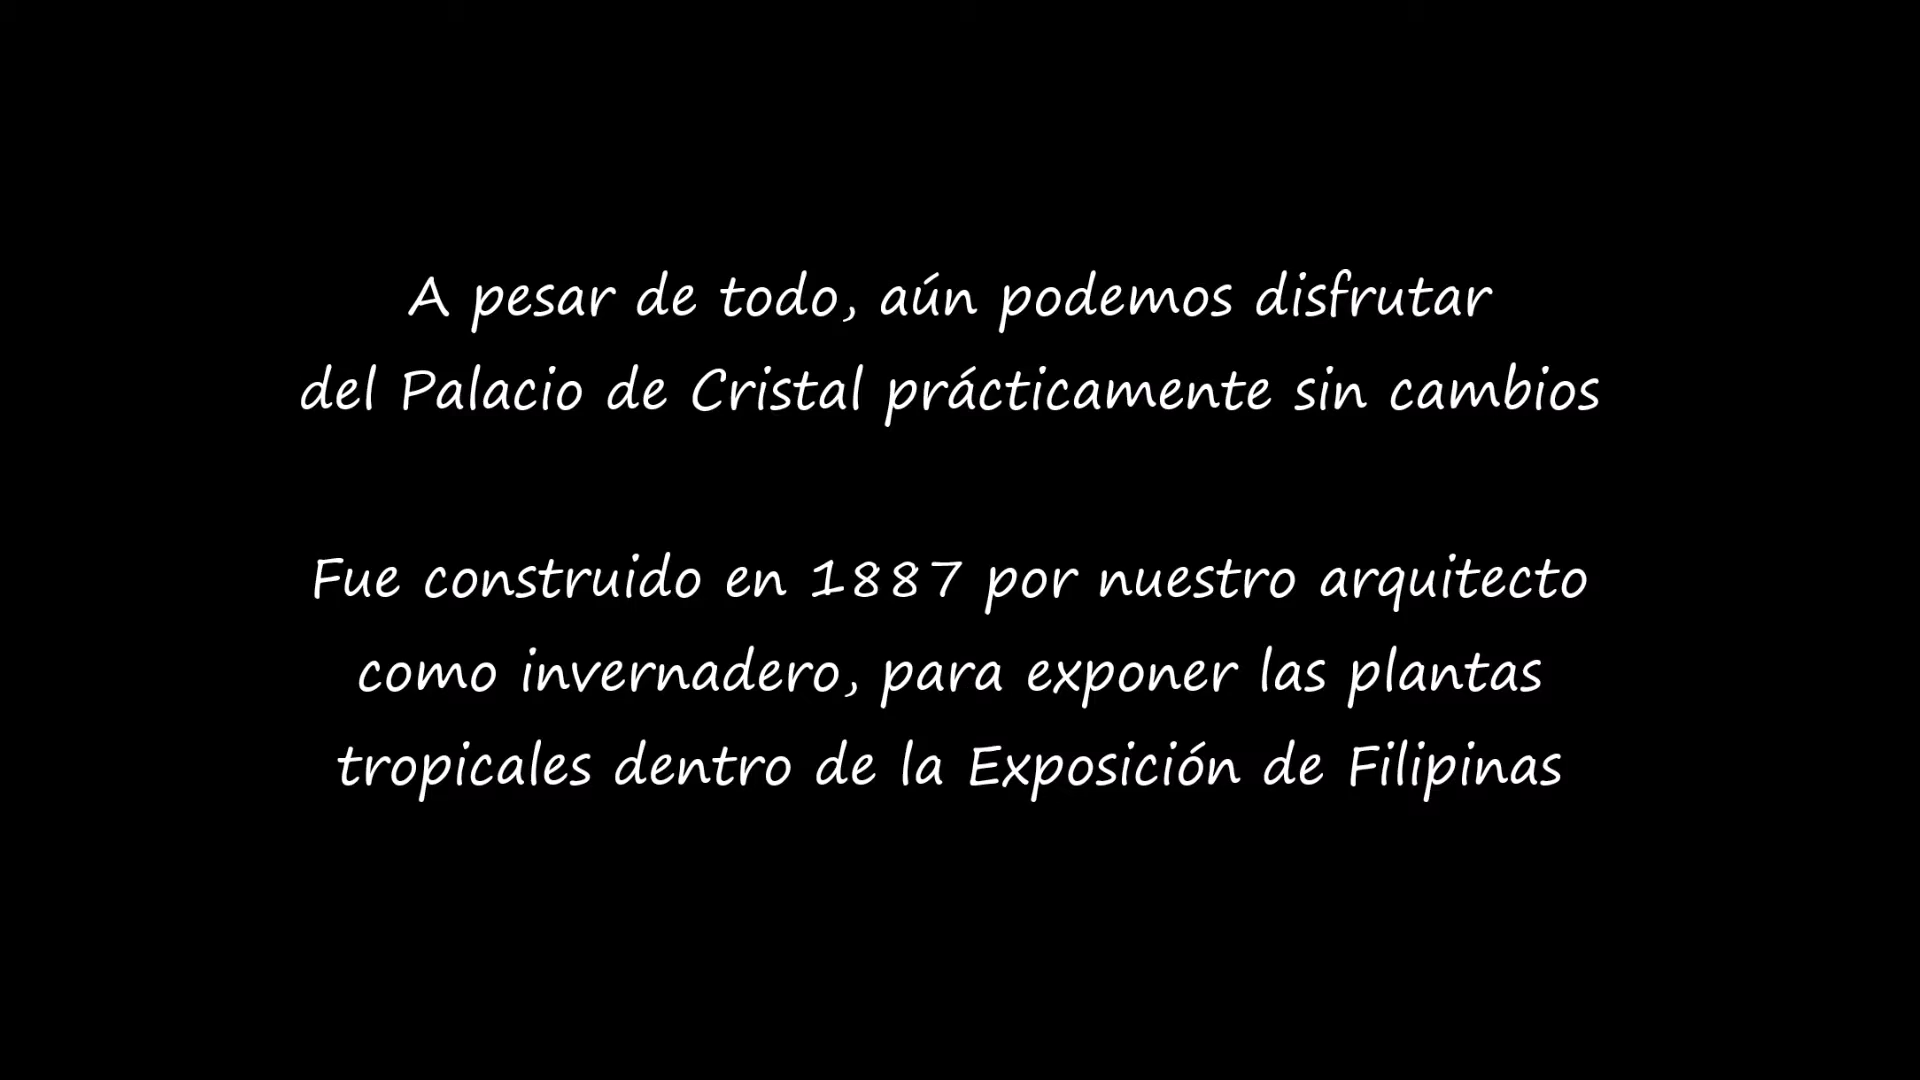 A pesar de todo, aún podemos disfrutar
del Palacio de Cristal prácticamente sin cambios
Fue construido en 1887 por nuestro arquitecto
como invernadero, para exponer las plantas
tropicales dentro de la Exposición de Filipinas